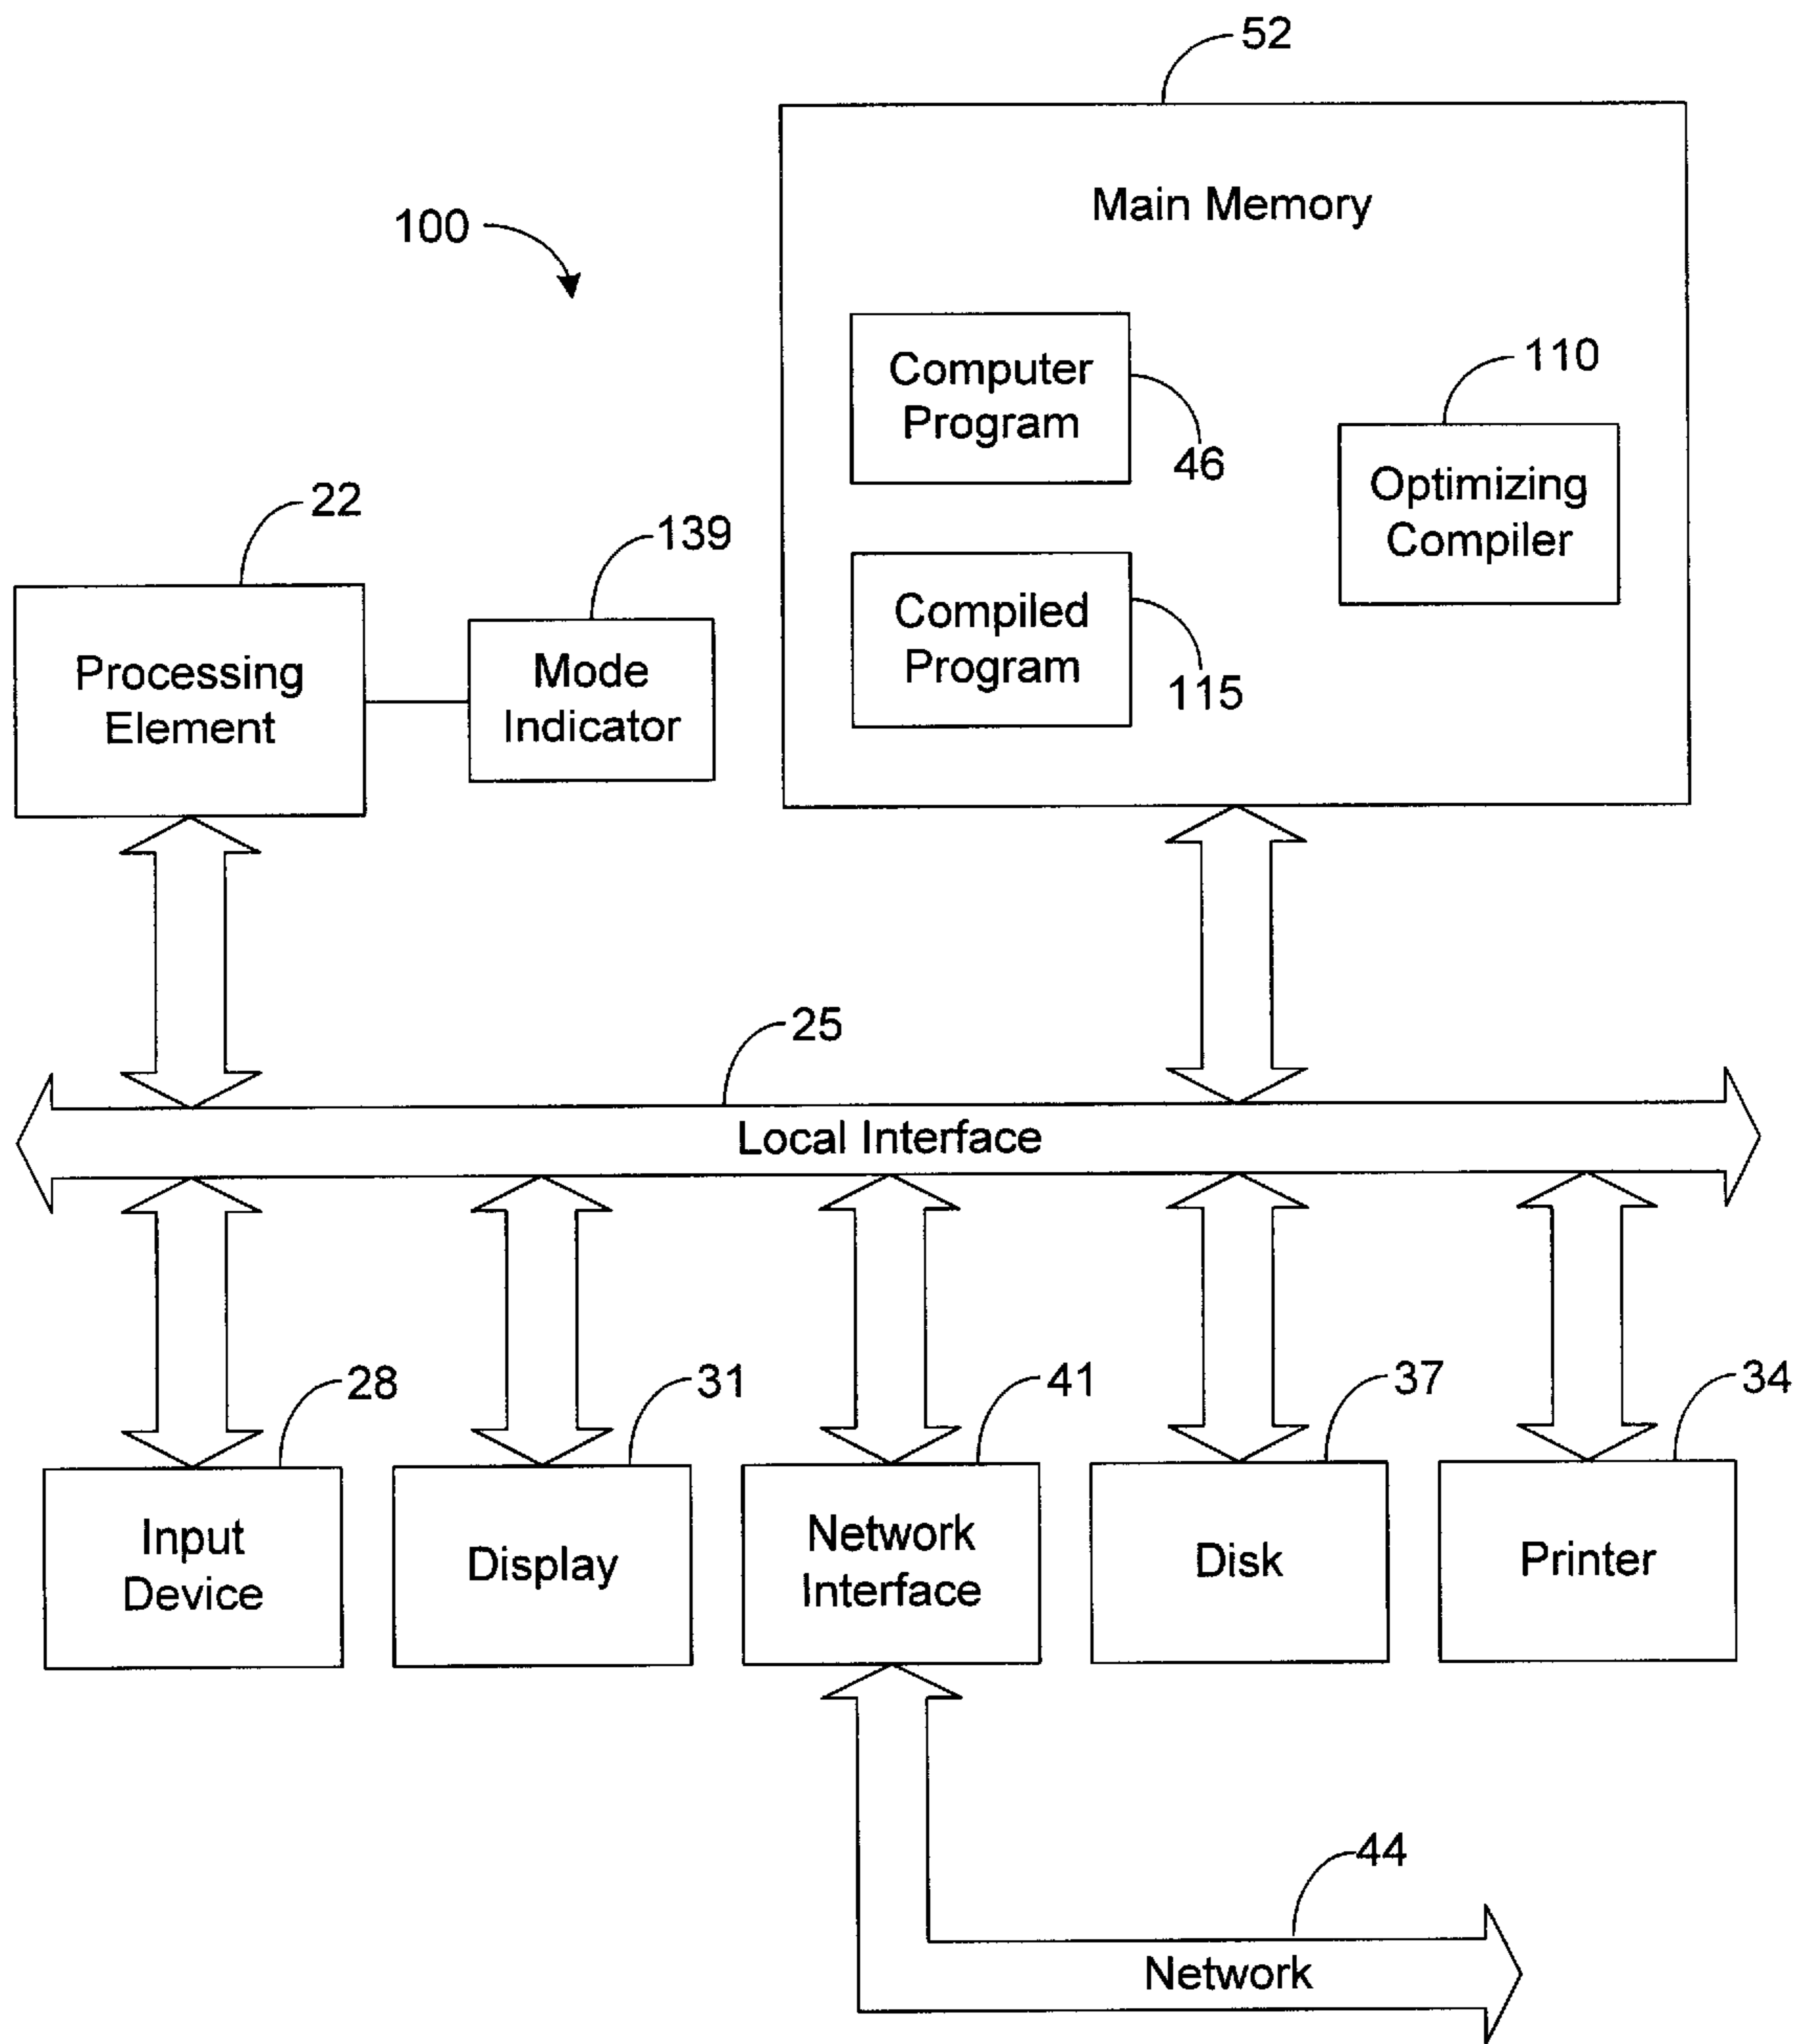 52
Main Memory
100
Computer
Program
46
110
Optimizing
Compiler
22
139
Processing
Element
Mode
Indicator
Compiled
Program
115
25
Local Interface
28
31
41
37
34
Input
Device
Display
Network
Interface
Disk
Printer
44
Network